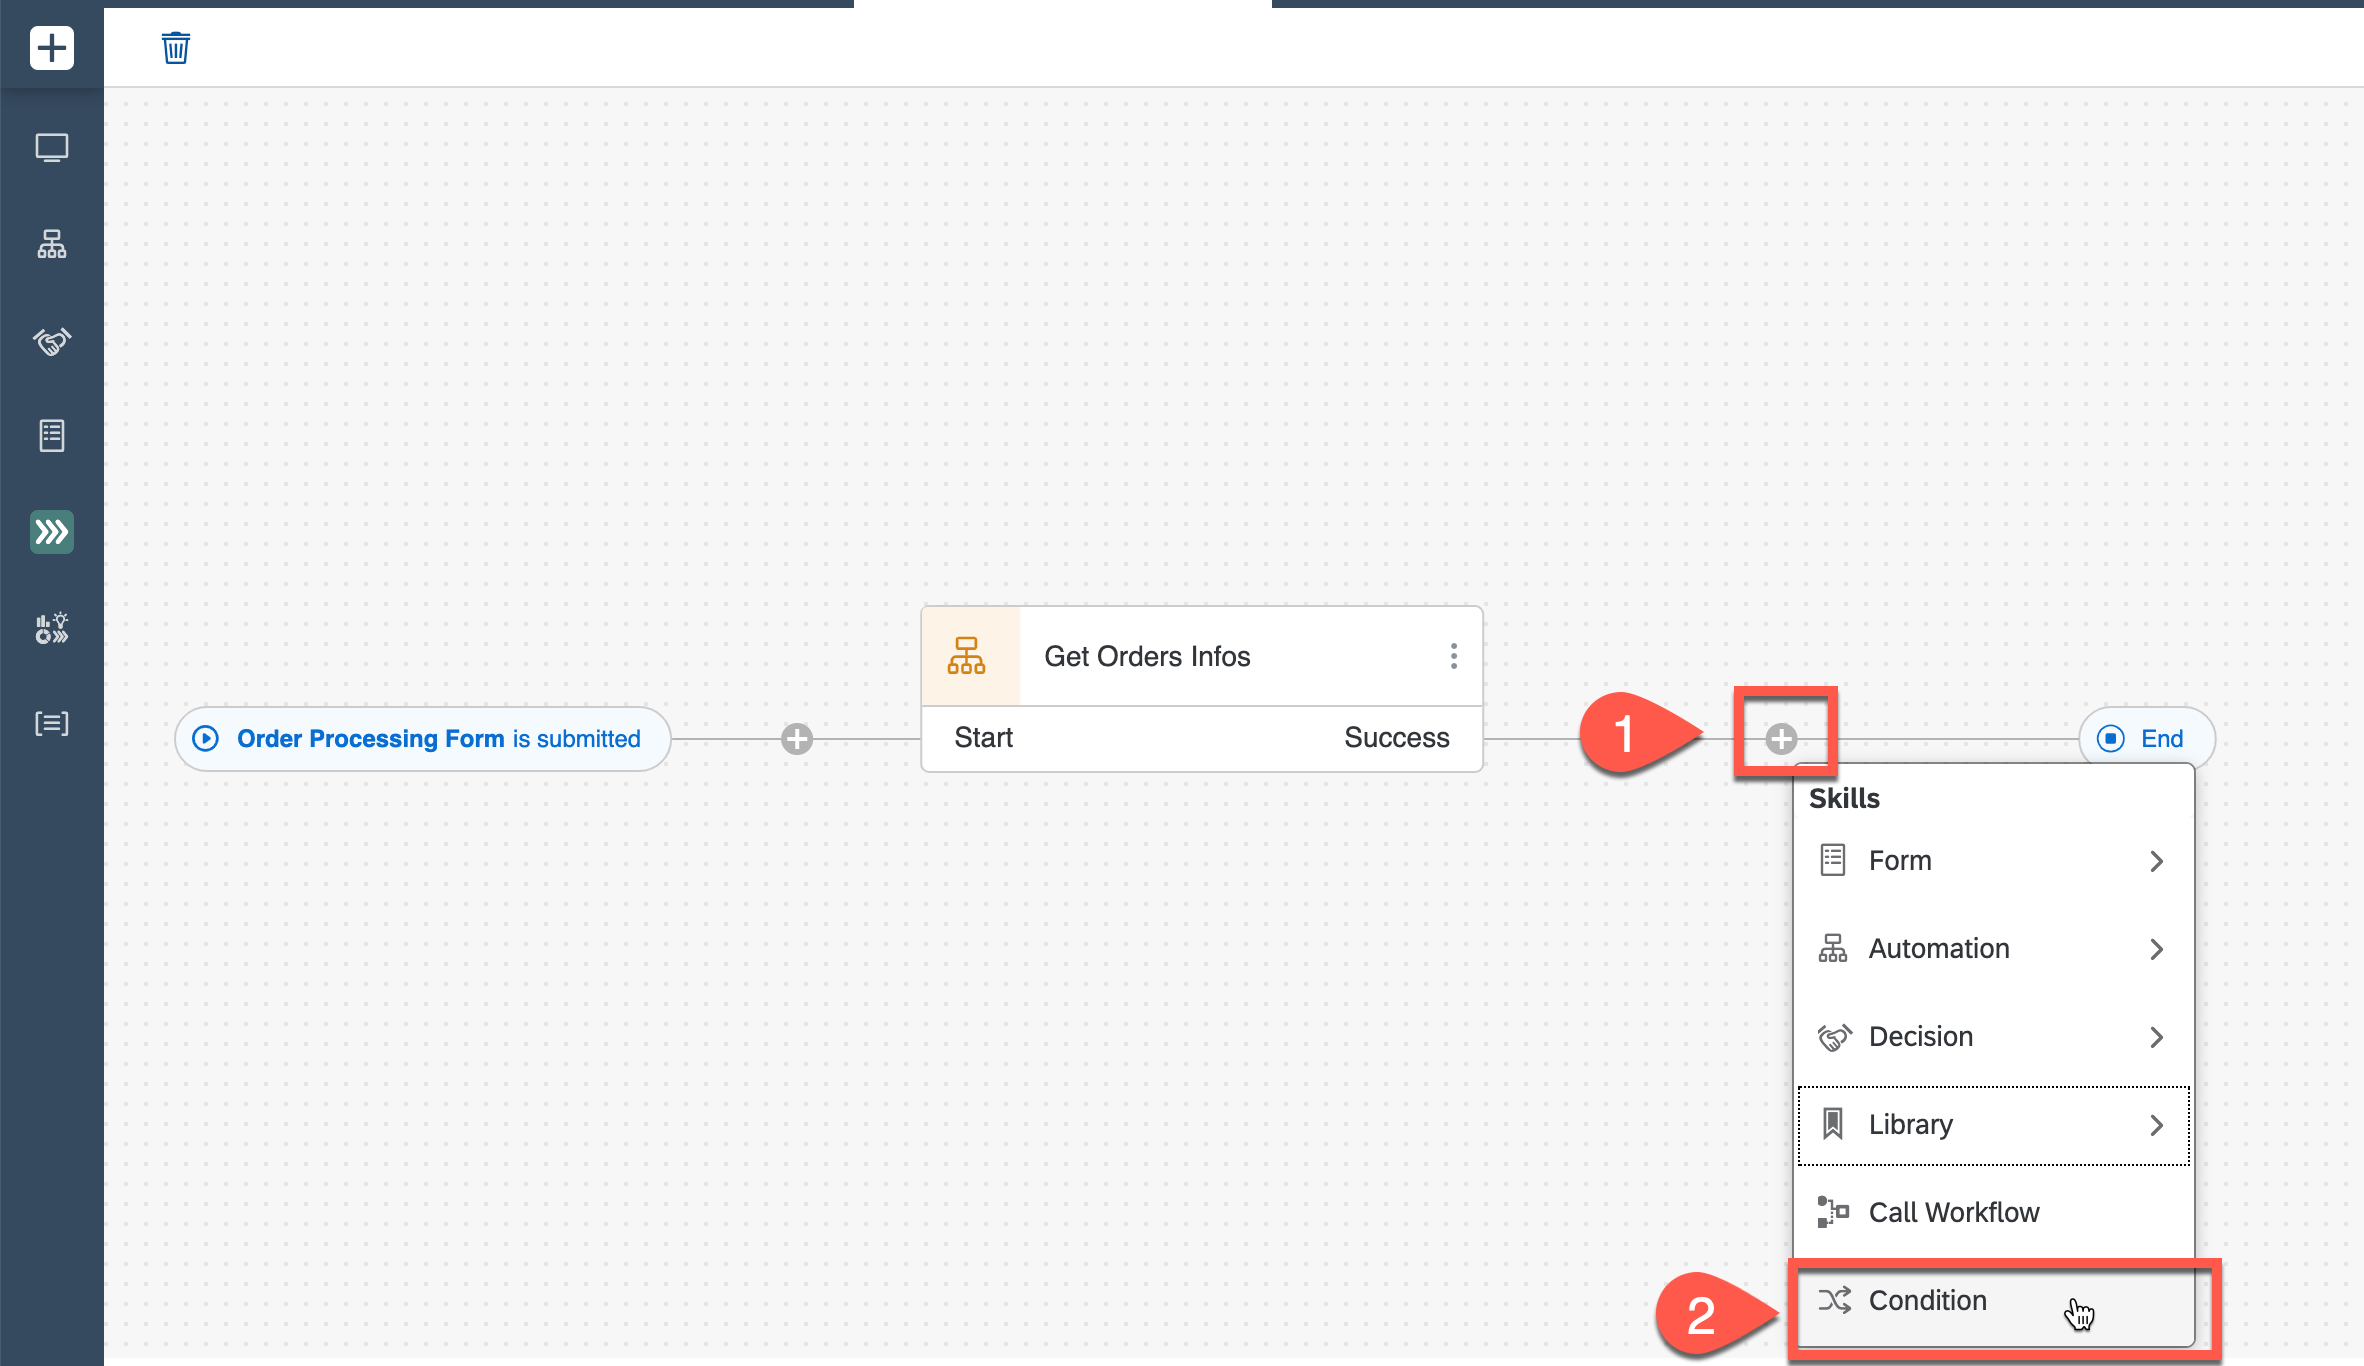 Get Orders Infos
Order Processing Form is submitted
Start
Success
1
End
Skills
Form
Automation
Decision
Library
Call Workflow
2
Condition